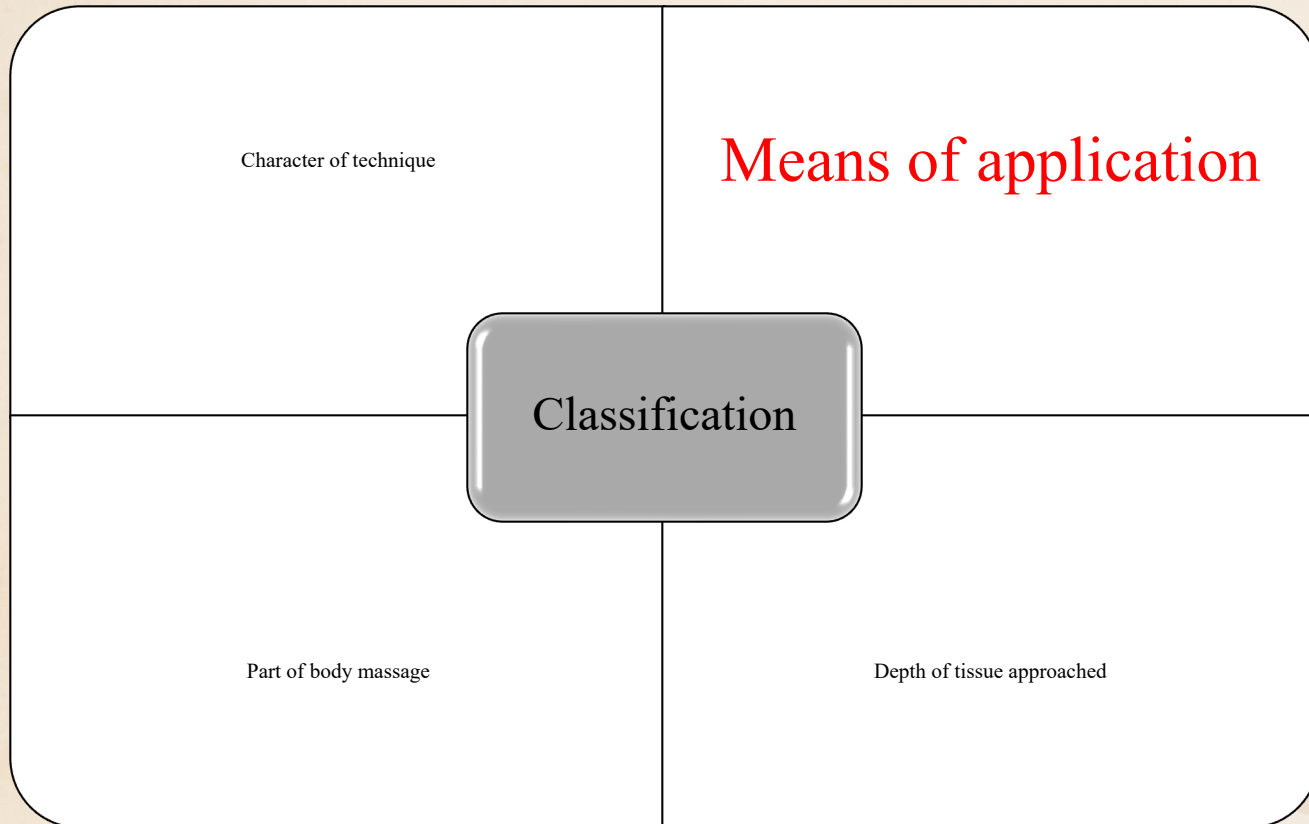 Character of technique
Means of application
Classification
Part of body massage
Depth of tissue approached